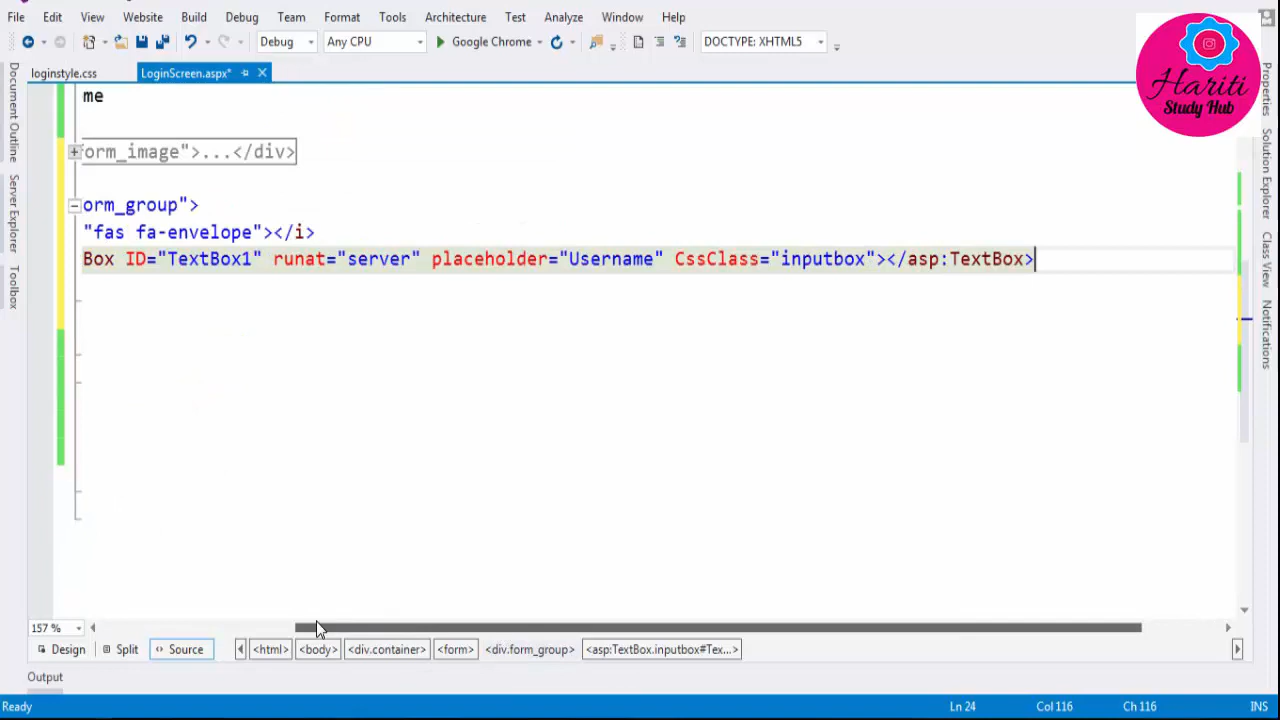 File Edit View Website Build Debug Team Format Tools Architecture Test Analyze Window Help
Debug Any CPU Google Chrome DOCTYPE: XHTML5
loginstyle.css LoginScreen.aspx*
Hariti
Study Hub
me
orm_image">...</div>
orm_group">
"fas fa-envelope"></i>
Box ID="TextBox1" runat="server" placeholder="Username" CssClass="inputbox"></asp:TextBox>
Document Outline
Server Explorer
Toolbox
Properties
Solution Explorer
Class View
Notifications
157 %
Design Split Source <html> <body> <div.container> <form> <div.form_group> <asp:TextBox.inputbox#Tex...>
Output
Ready Ln 24 Col 116 Ch 116 INS